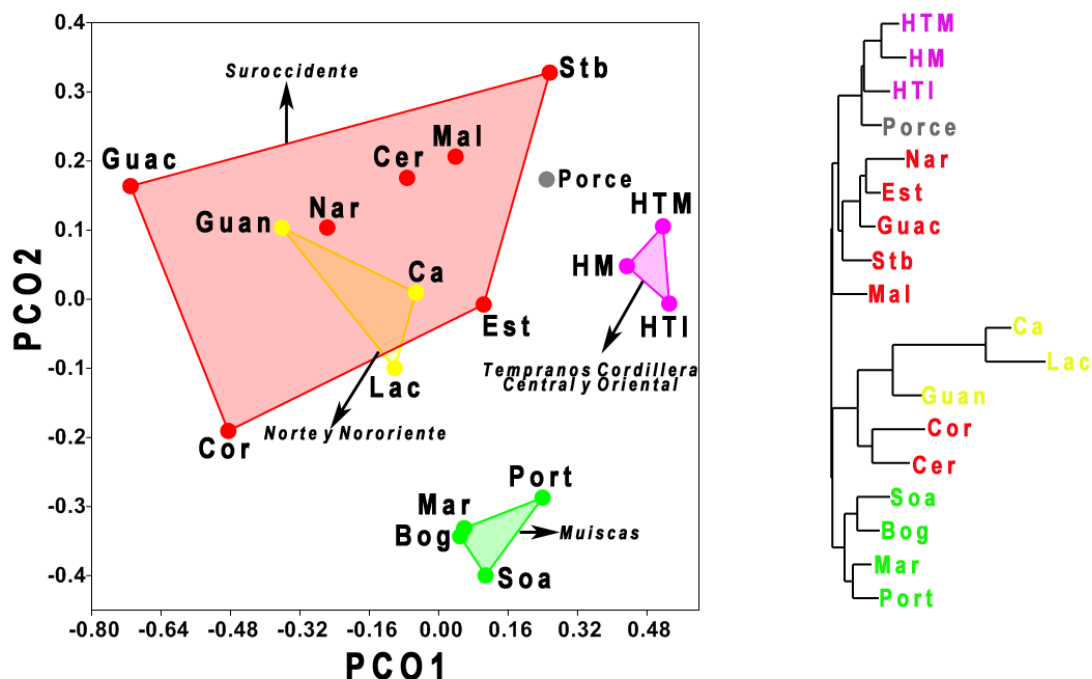 0.4
0.3
0.2
0.1
0.0
-0.1
-0.2
-0.3
-0.4
PCO2
-0.80
-0.64
-0.48
-0.32
-0.16
0.00
0.16
0.32
0.48
PCO1
Suroccidente
Stb
Guac
Cer
Mal
Porce
Guan
Nar
HTM
HM
Ca
Est
HTI
Tempranos Cordillera
Central y Oriental
Lac
Norte y Nororiente
Cor
Port
Mar
Bog
Muiscas
Soa
HTM
HM
HTI
Porce
Nar
Est
Guac
Stb
Mal
Ca
Lac
Guan
Cor
Cer
Soa
Bog
Mar
Port